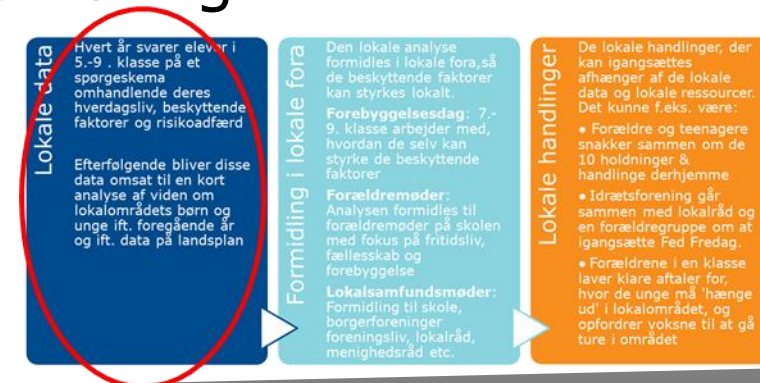 Lokale data
Hvert år svarer elever i
5.-9 . klasse på et
spørgeskema
omhandlende deres
hverdagsliv, beskyttende
faktorer og risikoadfærd
Efterfølgende bliver disse
data omsat til en kort
analyse af viden om
lokalområdets børn og
unge ift. foregående år
og ift. data på landsplan
Formidling i lokale fora
Den lokale analyse
formidles i lokale fora,så
de beskyttende faktorer
kan styrkes lokalt.
Forebyggelsesdag: 7.-
9. klasse arbejder med,
hvordan de selv kan
styrke de beskyttende
faktorer
Forældremøder:
Analysen formidles til
forældremøder på skolen
med fokus på fritidsliv,
fællesskab og
forebyggelse
Lokalsamfundsmøder:
Formidling til skole,
borgerforeninger
foreningsliv, lokalråd,
menighedsråd etc.
Lokale handlinger
De lokale handlinger, der
kan igangsættes
afhænger af de lokale
data og lokale ressourcer.
Det kunne f.eks. være:
• Forældre og teenagere
snakker sammen om de
10 holdninger &
handlinge derhjemme
• Idrætsforening går
sammen med lokalråd og
en forældregruppe om at
igangsætte Fed Fredag.
• Forældrene i en klasse
laver klare aftaler for,
hvor de unge må 'hænge
ud' i lokalområdet, og
opfordrer voksne til at gå
ture i området